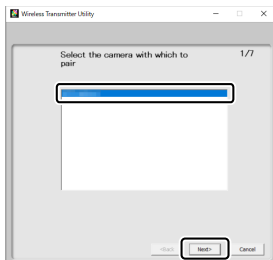 Wireless Transmitter Utility
Select the camera with which to
pair
1/7
<Back
Next>
Cancel